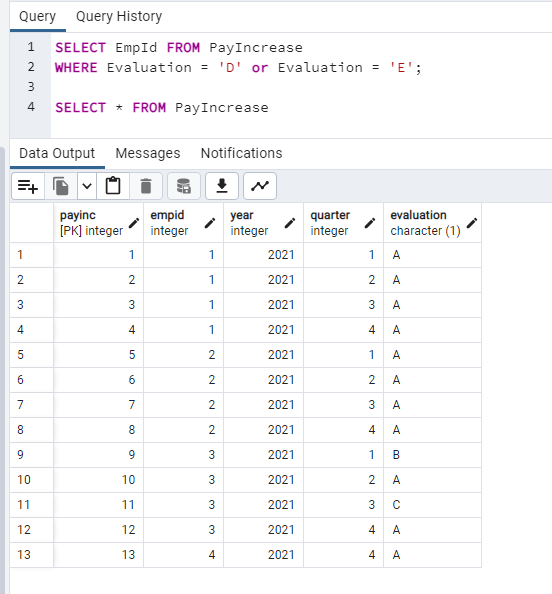 Query Query History
1 SELECT EmpId FROM PayIncrease
2 WHERE Evaluation = 'D' or Evaluation = 'E';
3
4 SELECT * FROM PayIncrease
Data Output Messages Notifications
payinc empid year quarter evaluation
[PK] integer integer integer integer character (1)
1 1 1 2021 1 A
2 2 1 2021 2 A
3 3 1 2021 3 A
4 4 1 2021 4 A
5 5 2 2021 1 A
6 6 2 2021 2 A
7 7 2 2021 3 A
8 8 2 2021 4 A
9 9 3 2021 1 B
10 10 3 2021 2 A
11 11 3 2021 3 C
12 12 3 2021 4 A
13 13 4 2021 4 A